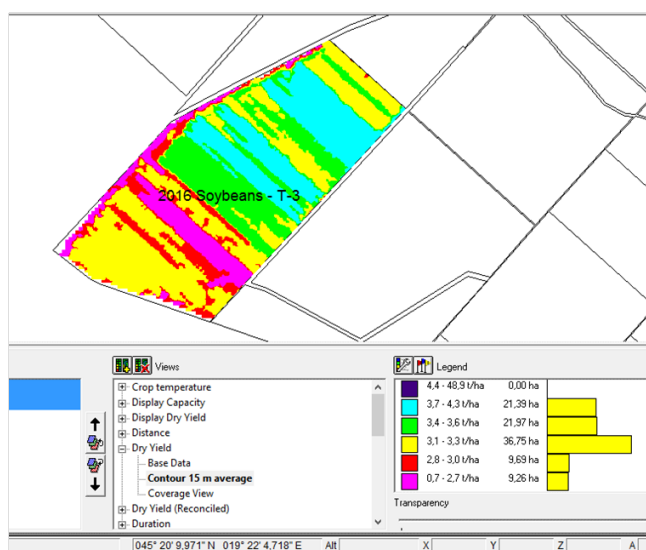 2016 Soybeans - T-3
Views
Crop temperature
Display Capacity
Display Dry Yield
Distance
Dry Yield
Base Data
Contour 15 m average
Coverage View
Dry Yield (Reconciled)
Duration
Legend
4,4 - 48,9 t/ha 0,00 ha
3,7 - 4,3 t/ha 21,39 ha
3,4 - 3,6 t/ha 21,97 ha
3,1 - 3,3 t/ha 36,75 ha
2,8 - 3,0 t/ha 9,69 ha
0,7 - 2,7 t/ha 9,26 ha
Transparency
045° 20' 9,971" N 019° 22' 4,718" E Alt X Y Z A